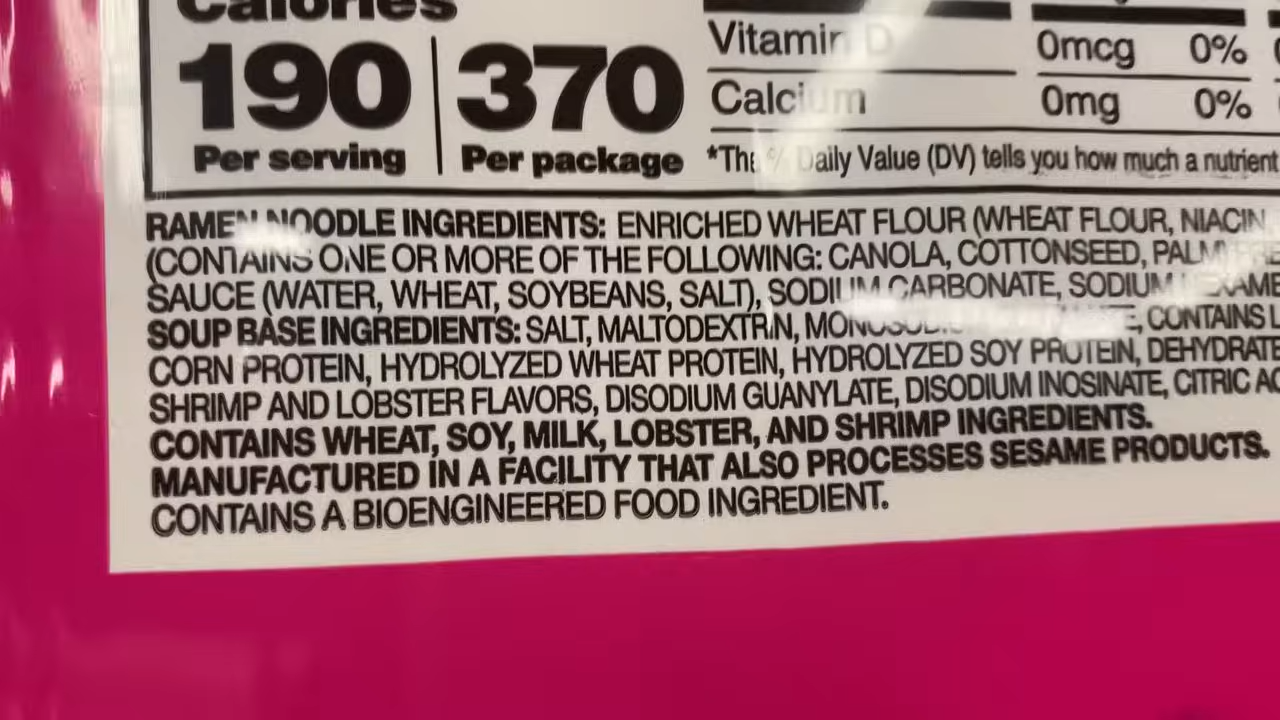 Calories
190 370
Per serving Per package
Vitamin D 0mcg 0%
Calcium 0mg 0%
*The % Daily Value (DV) tells you how much a nutrient
RAMEN NOODLE INGREDIENTS: ENRICHED WHEAT FLOUR (WHEAT FLOUR, NIACIN
(CONTAINS ONE OR MORE OF THE FOLLOWING: CANOLA, COTTONSEED, PALM)
SAUCE (WATER, WHEAT, SOYBEANS, SALT), SODIUM CARBONATE, SODIUM
SOUP BASE INGREDIENTS: SALT, MALTODEXTRIN, CONTAINS
CORN PROTEIN, HYDROLYZED WHEAT PROTEIN, HYDROLYZED SOY PROTEIN, DEHYDRATE
SHRIMP AND LOBSTER FLAVORS, DISODIUM GUANYLATE, DISODIUM INOSINATE, CITRIC AC
CONTAINS WHEAT, SOY, MILK, LOBSTER, AND SHRIMP INGREDIENTS.
MANUFACTURED IN A FACILITY THAT ALSO PROCESSES SESAME PRODUCTS.
CONTAINS A BIOENGINEERED FOOD INGREDIENT.